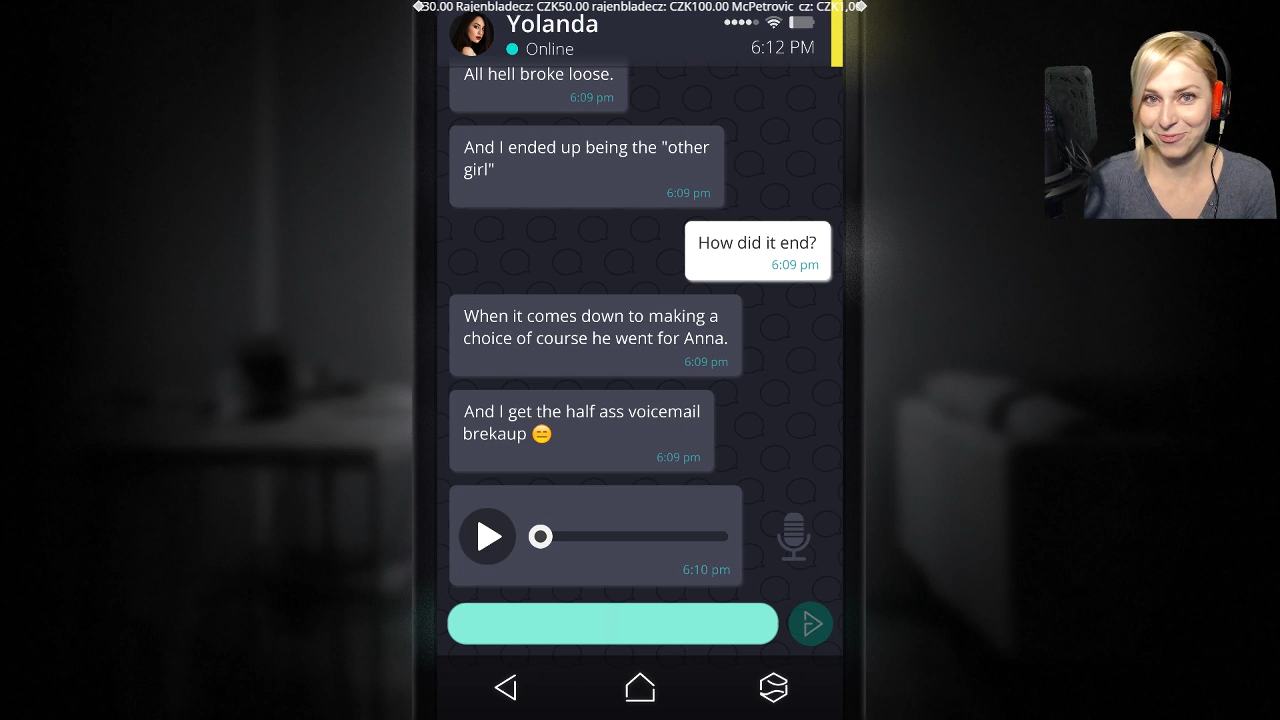 30.00 Rajenbladecz: CZK50.00 rajenbladecz: CZK100.00 McPetrovic_cz: CZK1,0
Yolanda
Online
6:12 PM
All hell broke loose.
6:09 pm
And I ended up being the "other
girl"
6:09 pm
How did it end?
6:09 pm
When it comes down to making a
choice of course he went for Anna.
6:09 pm
And I get the half ass voicemail
brekaup 😑
6:09 pm
6:10 pm